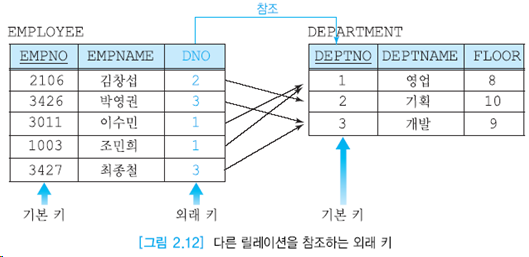 참조
EMPLOYEE
EMPNO EMPNAME DNO
2106 김창섭 2
3426 박영권 3
3011 이수민 1
1003 조민희 1
3427 최종철 3
기본 키 외래 키
DEPARTMENT
DEPTNO DEPTNAME FLOOR
1 영업 8
2 기획 10
3 개발 9
기본 키
[그림 2.12] 다른 릴레이션을 참조하는 외래 키